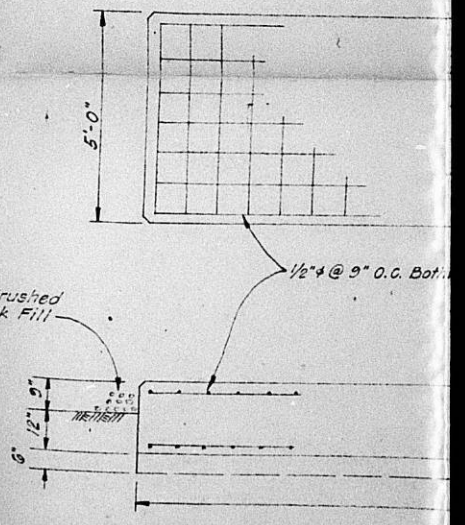 5'-0"
1/2"φ @ 9" O.C. Both
rushed
k Fill
9"
12"
6"